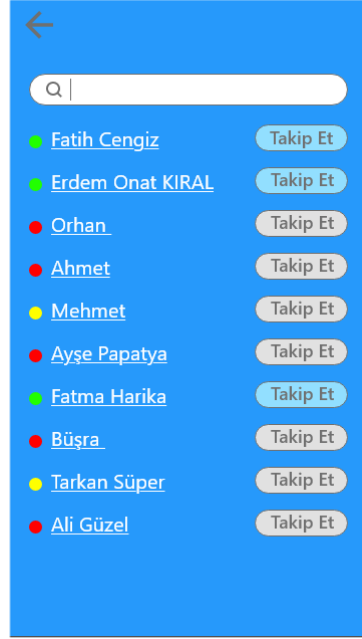 Fatih Cengiz Takip Et
Erdem Onat KIRAL Takip Et
Orhan Takip Et
Ahmet Takip Et
Mehmet Takip Et
Ayşe Papatya Takip Et
Fatma Harika Takip Et
Büşra Takip Et
Tarkan Süper Takip Et
Ali Güzel Takip Et